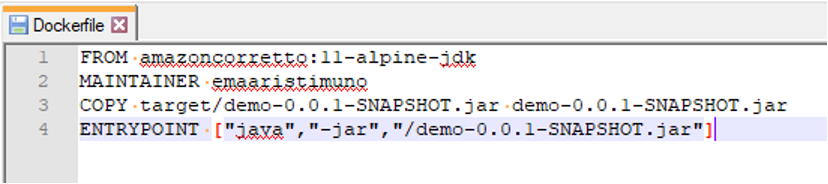 Dockerfile
1 FROM amazoncorretto:11-alpine-jdk
2 MAINTAINER emaaristimuno
3 COPY target/demo-0.0.1-SNAPSHOT.jar demo-0.0.1-SNAPSHOT.jar
4 ENTRYPOINT ["java","-jar","/demo-0.0.1-SNAPSHOT.jar"]